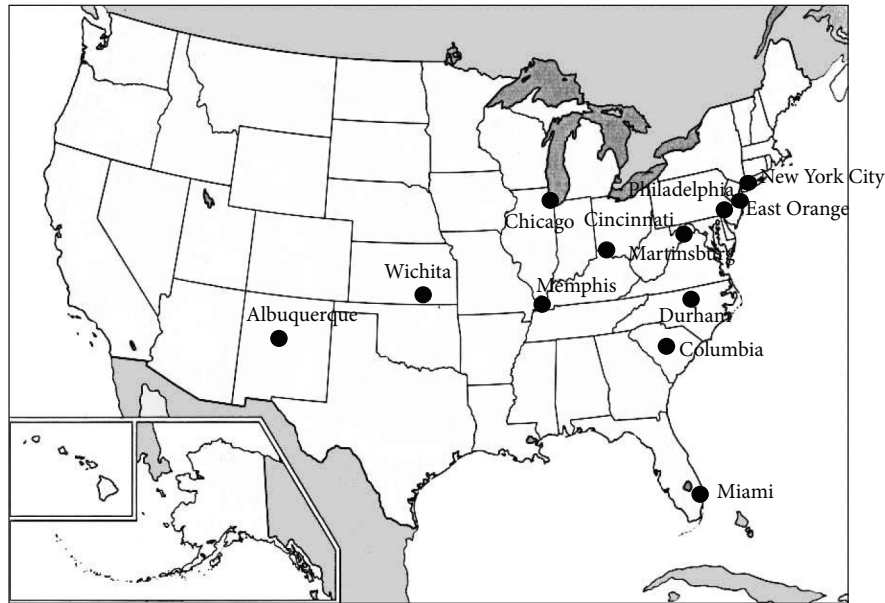 New York City
Philadelphia
East Orange
Chicago
Cincinnati
Martinsburg
Wichita
Memphis
Albuquerque
Durham
Columbia
Miami